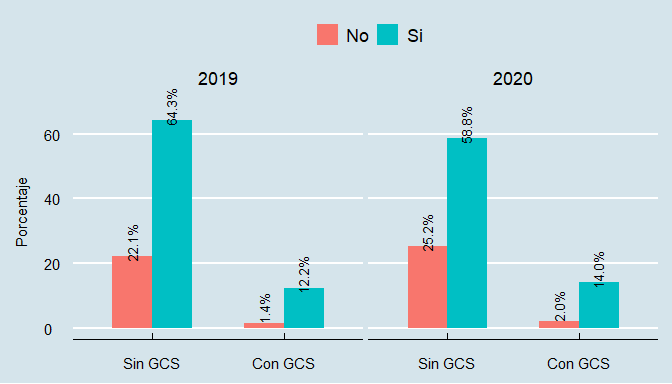 No Si
2019 2020
Porcentaje
60
40
20
0
22.1% 64.3% 1.4% 12.2% 25.2% 58.8% 2.0% 14.0%
Sin GCS Con GCS Sin GCS Con GCS